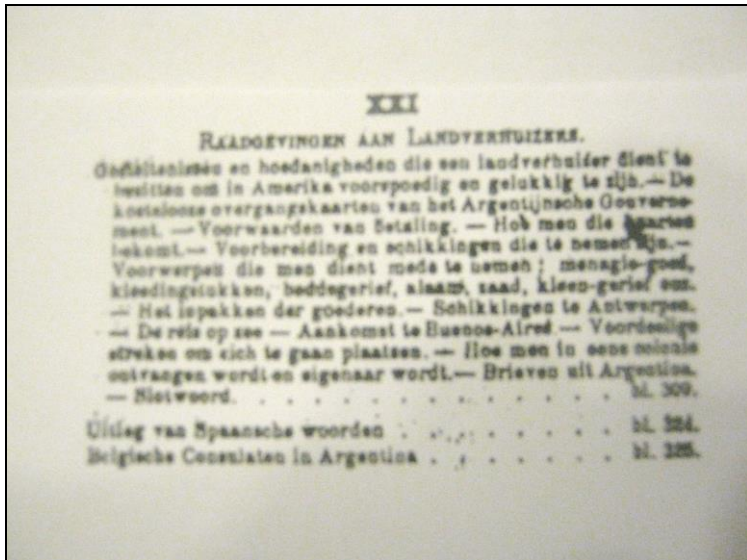 XXI
RAADGEVINGEN AAN LANDVERHUIZERS.
en hoedanigheden die een landverhuizer dient te
bezitten om in Amerika voorspoedig en gelukkig te zijn. — De
kostelooze overgangskaarten van het Argentijnsche Gouverne-
ment. — Voorwaarden van betaling. — Hoe men die kaarten
bekomt. — Voorbereiding en schikkingen die te nemen zijn. —
Voorwerpen die men dient mede te nemen; menagie-goed,
kleedingstukken, beddegerief, alaam, zaad, kleen-gerief enz.
— Het inpakken der goederen. — Schikkingen te Antwerpen.
— De reis op zee — Aankomst te Buenos-Aires. — Voordeelige
streken om zich te gaan plaatsen. — Hoe men in eene colonie
ontvangen wordt en eigenaar wordt. — Brieven uit Argentina.
— Slotwoord. . . . . . . . . . . . . bl. 309.
Uitleg van Spaansche woorden . . . . . . . . bl. 324.
Belgische Consulaten in Argentina . . . . . . . bl. 325.